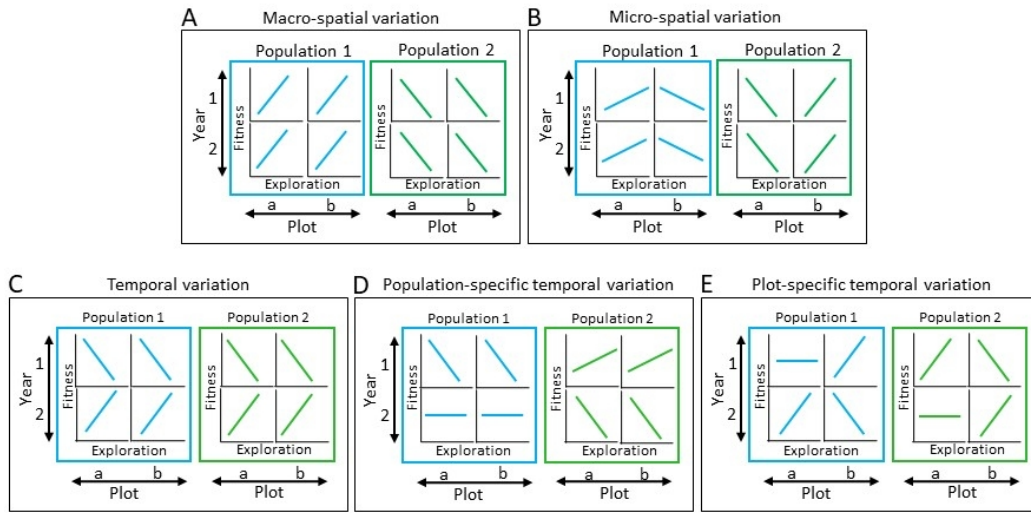 A Macro-spatial variation
Population 1 Population 2
Year
1
2
Fitness
Fitness
Exploration Exploration
a b a b
Plot Plot
B Micro-spatial variation
Population 1 Population 2
Year
1
2
Fitness
Fitness
Exploration Exploration
a b a b
Plot Plot
C Temporal variation
Population 1 Population 2
Year
1
2
Fitness
Fitness
Exploration Exploration
a b a b
Plot Plot
D Population-specific temporal variation
Population 1 Population 2
Year
1
2
Fitness
Fitness
Exploration Exploration
a b a b
Plot Plot
E Plot-specific temporal variation
Population 1 Population 2
Year
1
2
Fitness
Fitness
Exploration Exploration
a b a b
Plot Plot